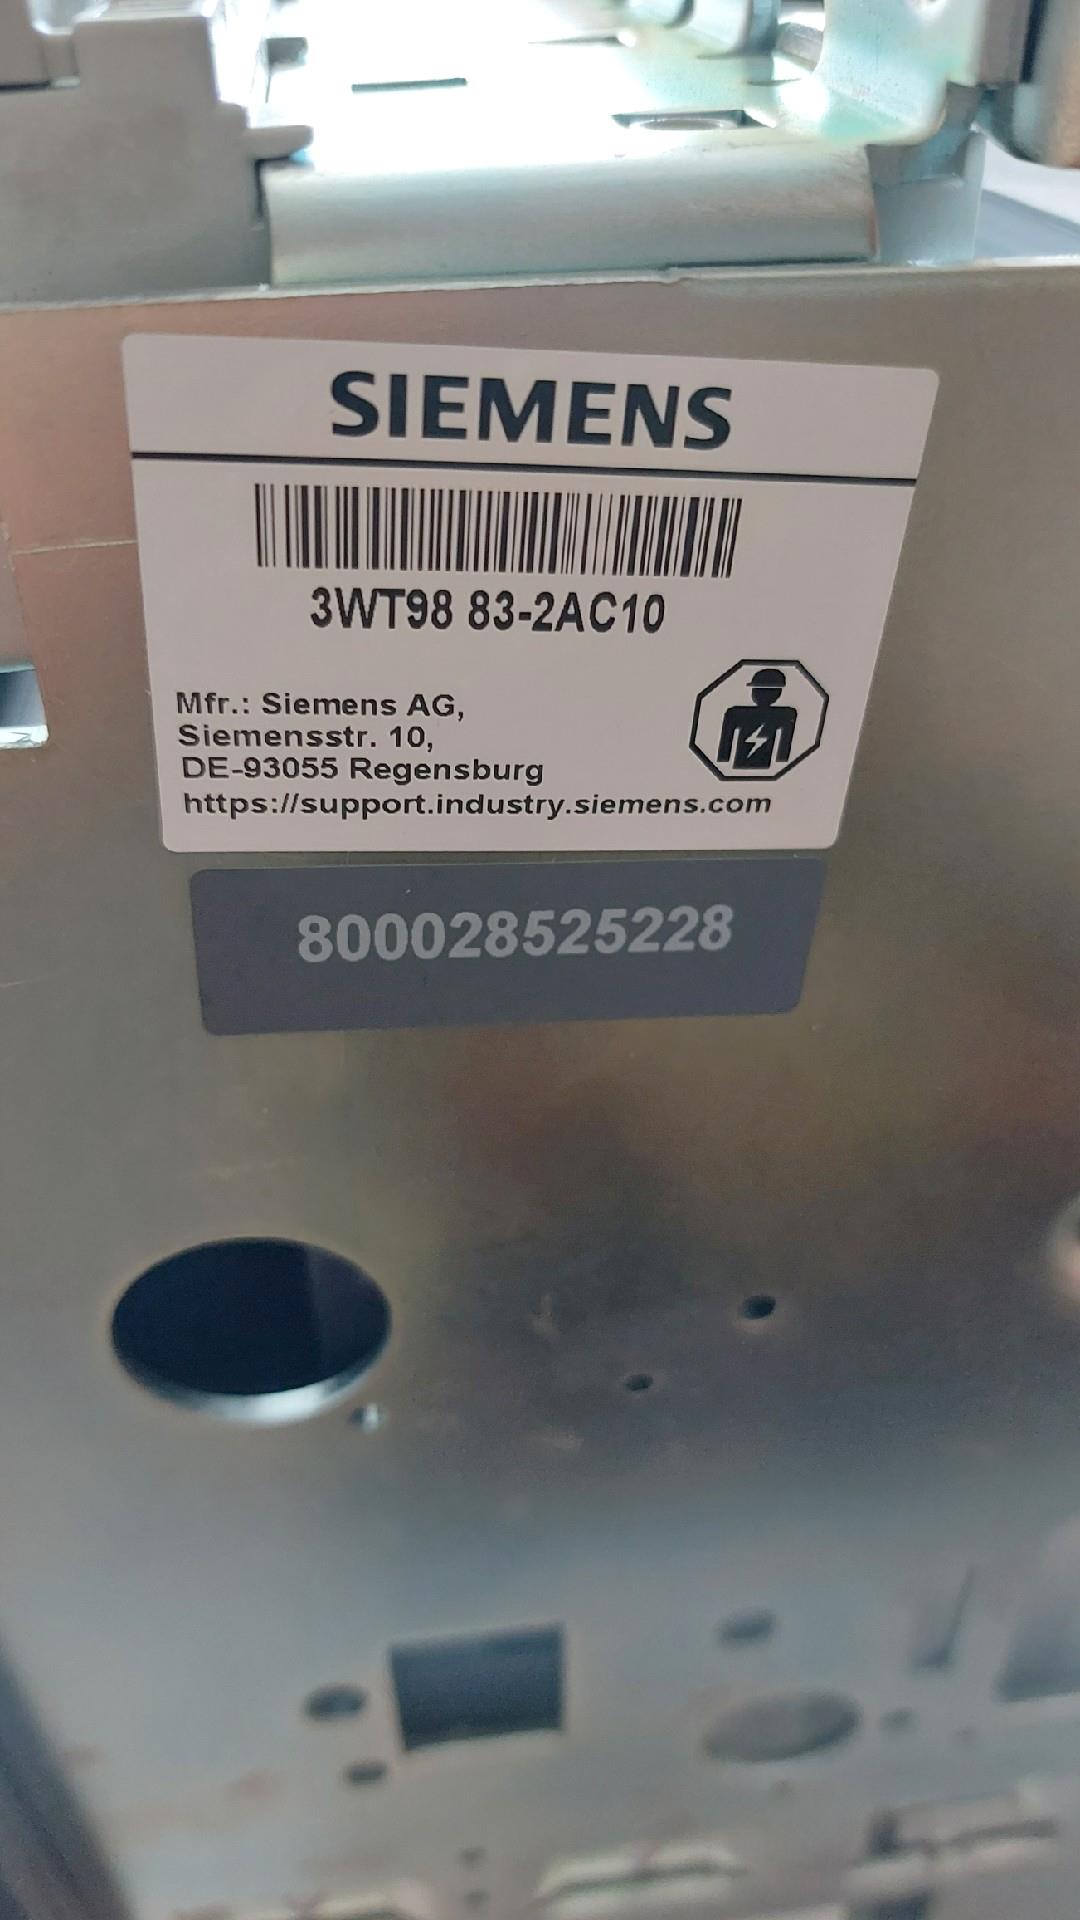 SIEMENS
3WT98 83-2AC10
Mfr.: Siemens AG,
Siemensstr. 10,
DE-93055 Regensburg
https://support.industry.siemens.com
800028525228